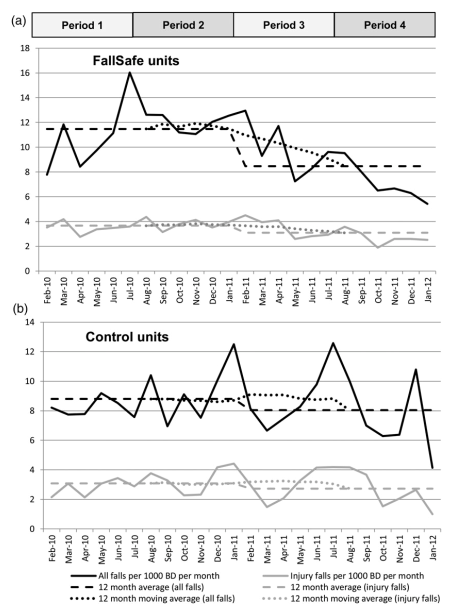 (a)
Period 1 Period 2 Period 3 Period 4
FallSafe units
18
16
14
12
10
8
6
4
2
0
Feb-10 Mar-10 Apr-10 May-10 Jun-10 Jul-10 Aug-10 Sep-10 Oct-10 Nov-10 Dec-10 Jan-11 Feb-11 Mar-11 Apr-11 May-11 Jun-11 Jul-11 Aug-11 Sep-11 Oct-11 Nov-11 Dec-11 Jan-12
(b)
Control units
14
12
10
8
6
4
2
0
Feb-10 Mar-10 Apr-10 May-10 Jun-10 Jul-10 Aug-10 Sep-10 Oct-10 Nov-10 Dec-10 Jan-11 Feb-11 Mar-11 Apr-11 May-11 Jun-11 Jul-11 Aug-11 Sep-11 Oct-11 Nov-11 Dec-11 Jan-12
All falls per 1000 BD per month Injury falls per 1000 BD per month
12 month average (all falls) 12 month average (injury falls)
12 month moving average (all falls) 12 month moving average (injury falls)